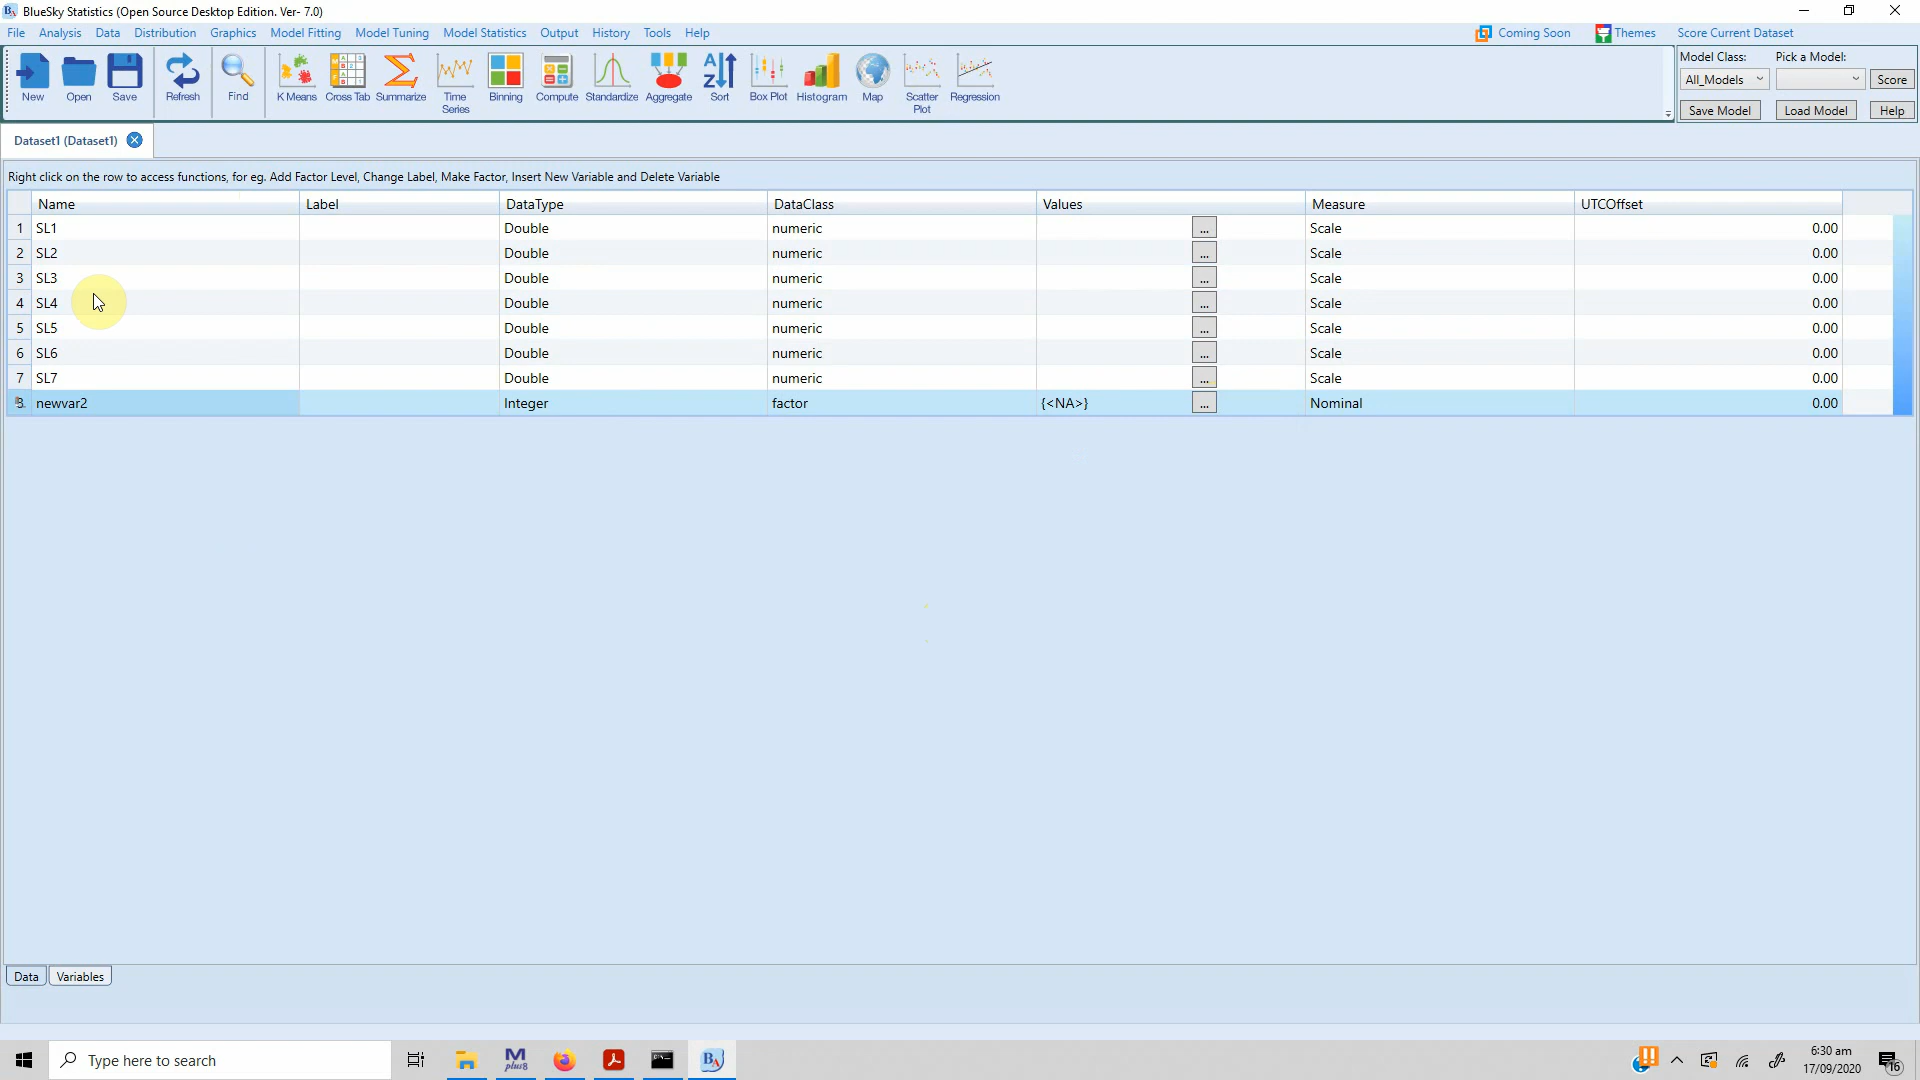 BlueSky Statistics (Open Source Desktop Edition. Ver- 7.0)
File Analysis Data Distribution Graphics Model Fitting Model Tuning Model Statistics Output History Tools Help
Coming Soon Themes Score Current Dataset
New Open Save Refresh Find K Means Cross Tab Summarize Time Series Binning Compute Standardize Aggregate Sort Box Plot Histogram Map Scatter Plot Regression
Model Class: Pick a Model:
All_Models Score
Save Model Load Model Help
Dataset1 (Dataset1)
Right click on the row to access functions, for eg. Add Factor Level, Change Label, Make Factor, Insert New Variable and Delete Variable
Name Label DataType DataClass Values Measure UTCOffset
1 SL1 Double numeric ... Scale 0.00
2 SL2 Double numeric ... Scale 0.00
3 SL3 Double numeric ... Scale 0.00
4 SL4 Double numeric ... Scale 0.00
5 SL5 Double numeric ... Scale 0.00
6 SL6 Double numeric ... Scale 0.00
7 SL7 Double numeric ... Scale 0.00
newvar2 Integer factor {<NA>} ... Nominal 0.00
Data Variables
Type here to search
6:30 am
17/09/2020
16